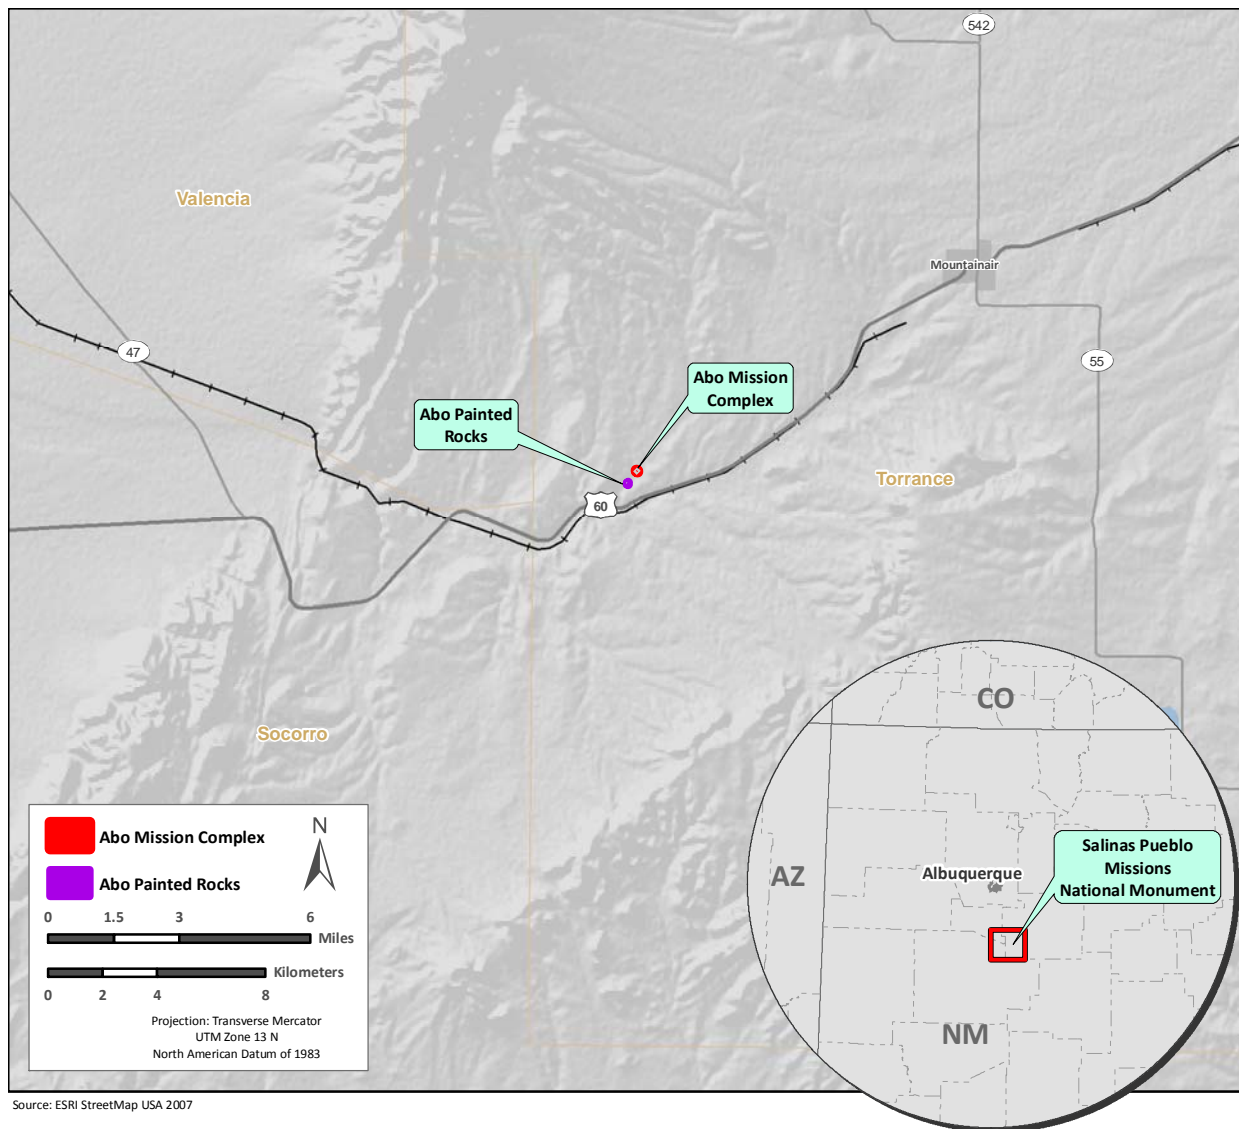 542
Valencia
Mountainair
47
55
Abo Mission
Complex
Abo Painted
Rocks
Torrance
60
Socorro
CO
AZ
Albuquerque
Salinas Pueblo
Missions
National Monument
NM
Abo Mission Complex
N
Abo Painted Rocks
0 1.5 3 6
Miles
Kilometers
0 2 4 8
Projection: Transverse Mercator
UTM Zone 13 N
North American Datum of 1983
Source: ESRI StreetMap USA 2007